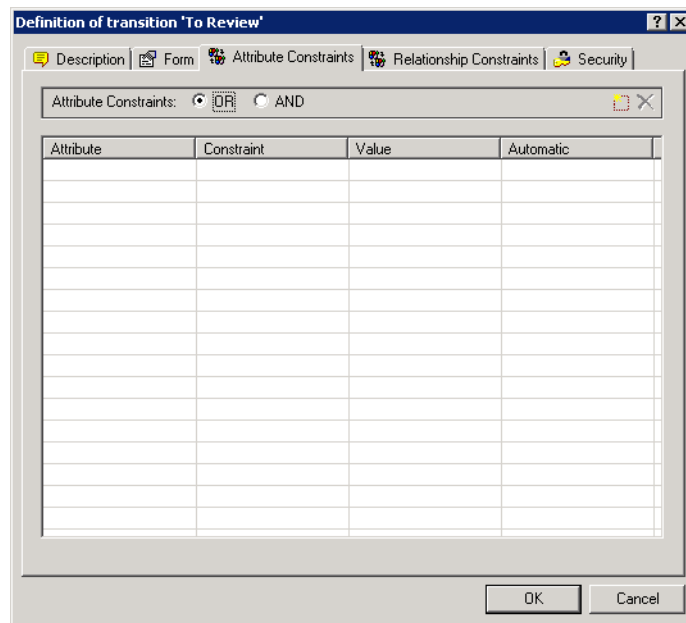 Definition of transition 'To Review'
Description Form Attribute Constraints Relationship Constraints Security
Attribute Constraints: OR AND
Attribute Constraint Value Automatic
OK Cancel